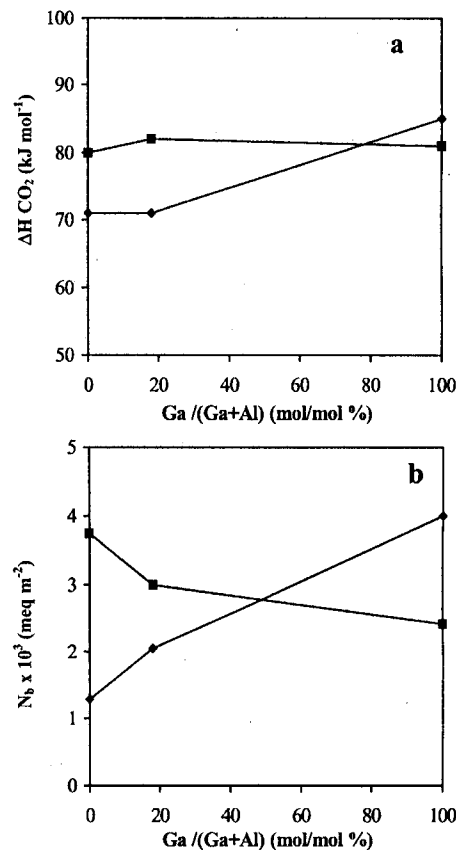 a
100
90
80
70
60
50
ΔH CO₂ (kJ mol⁻¹)
0 20 40 60 80 100
Ga /(Ga+Al) (mol/mol %)
b
5
4
3
2
1
0
N_b x 10³ (meq m⁻²)
0 20 40 60 80 100
Ga /(Ga+Al) (mol/mol %)